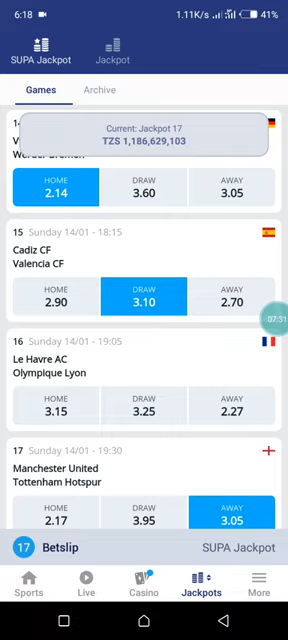 6:18 1.11K/s 41%
SUPA Jackpot Jackpot
Games Archive
Current: Jackpot 17
TZS 1,186,629,103
Werder Bremen
HOME DRAW AWAY
2.14 3.60 3.05
15 Sunday 14/01 - 18:15
Cadiz CF
Valencia CF
HOME DRAW AWAY
2.90 3.10 2.70
07:31
16 Sunday 14/01 - 19:05
Le Havre AC
Olympique Lyon
HOME DRAW AWAY
3.15 3.25 2.27
17 Sunday 14/01 - 19:30
Manchester United
Tottenham Hotspur
HOME DRAW AWAY
2.17 3.95 3.05
17 Betslip SUPA Jackpot
Sports Live Casino Jackpots More